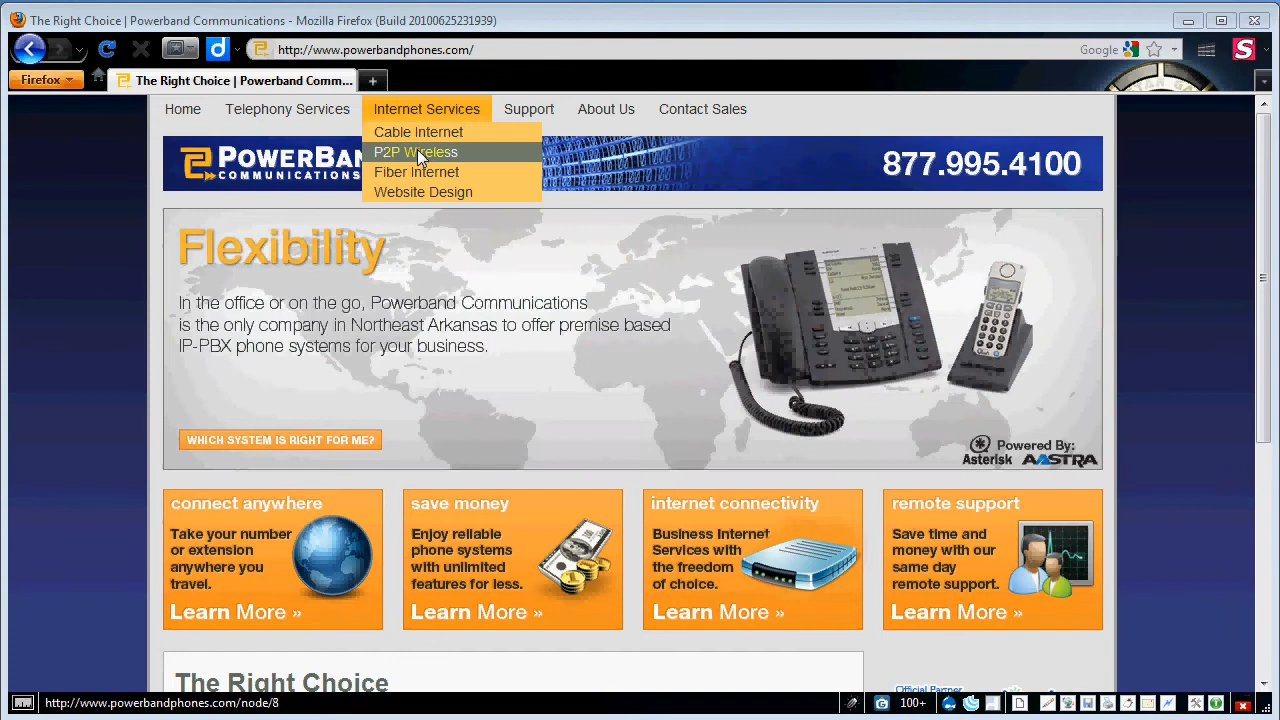 The Right Choice | Powerband Communications - Mozilla Firefox (Build 20100625231939)
http://www.powerbandphones.com/
Google
S
Firefox
The Right Choice | Powerband Comm...
Home
Telephony Services
Internet Services
Support
About Us
Contact Sales
Cable Internet
P2P Wireless
Fiber Internet
Website Design
POWERBAN
COMMUNICATIONS
877.995.4100
Flexibility
In the office or on the go, Powerband Communications
is the only company in Northeast Arkansas to offer premise based
IP-PBX phone systems for your business.
WHICH SYSTEM IS RIGHT FOR ME?
Powered By:
Asterisk AASTRA
connect anywhere
Take your number
or extension
anywhere you
travel.
Learn More »
save money
Enjoy reliable
phone systems
with unlimited
features for less.
Learn More »
internet connectivity
Business Internet
Services with
the freedom
of choice.
Learn More »
remote support
Save time and
money with our
same day
remote support.
Learn More »
The Right Choice
Official Partner
http://www.powerbandphones.com/node/8
100+